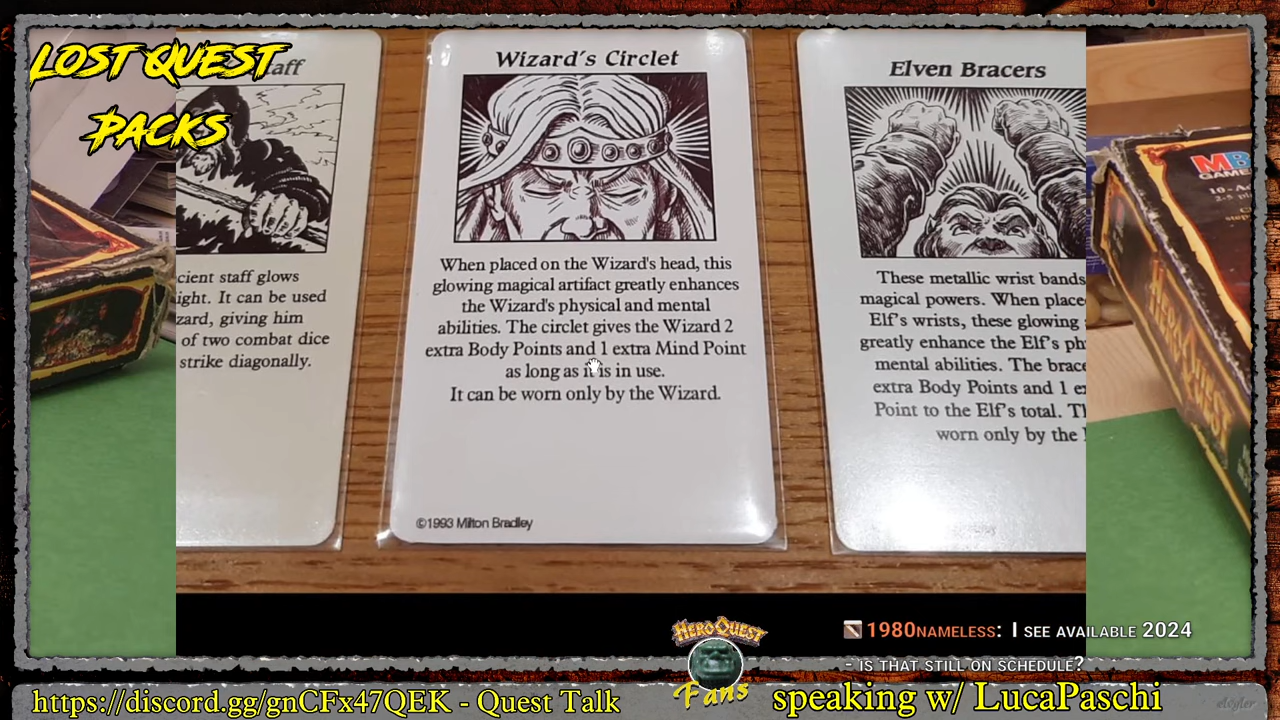 LOST QUEST
PACKS
Wizard's Circlet
When placed on the Wizard's head, this
glowing magical artifact greatly enhances
the Wizard's physical and mental
abilities. The circlet gives the Wizard 2
extra Body Points and 1 extra Mind Point
as long as it is in use.
It can be worn only by the Wizard.
©1993 Milton Bradley
cient staff glows
ight. It can be used
zard, giving him
of two combat dice
strike diagonally.
Elven Bracers
These metallic wrist bands
magical powers. When place
Elf's wrists, these glowing
greatly enhance the Elf's ph
mental abilities. The brace
extra Body Points and 1 e
Point to the Elf's total. T
worn only by the
MB
GAMES
HERO QUEST
1980NAMELESS: I SEE AVAILABLE 2024
- IS THAT STILL ON SCHEDULE?
HEROQUEST
Fans
https://discord.gg/gnCFx47QEK - Quest Talk
speaking w/ LucaPaschi